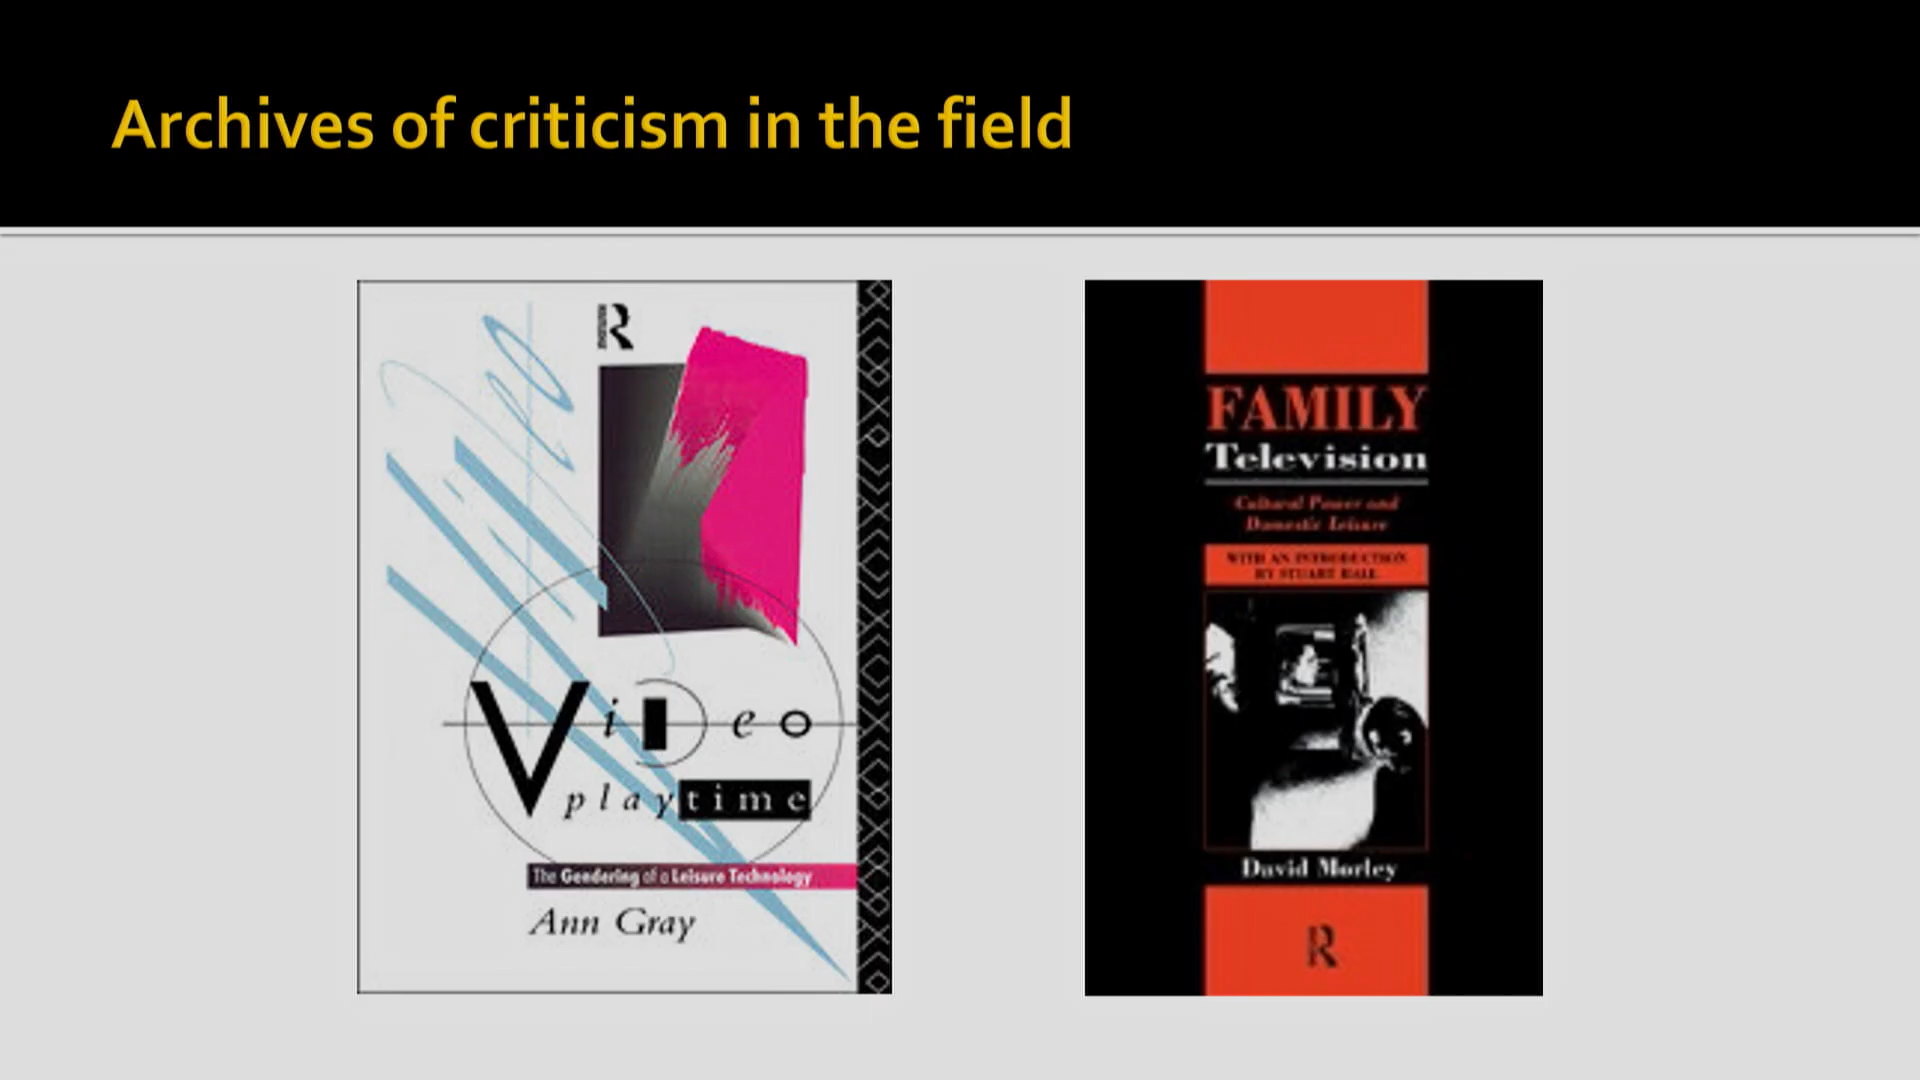 Archives of criticism in the field
R
Video
playtime
The Gendering of a Leisure Technology
Ann Gray
FAMILY
Television
Cultural Power and
Domestic Leisure
WITH AN INTRODUCTION
BY STUART HALL
David Morley
R